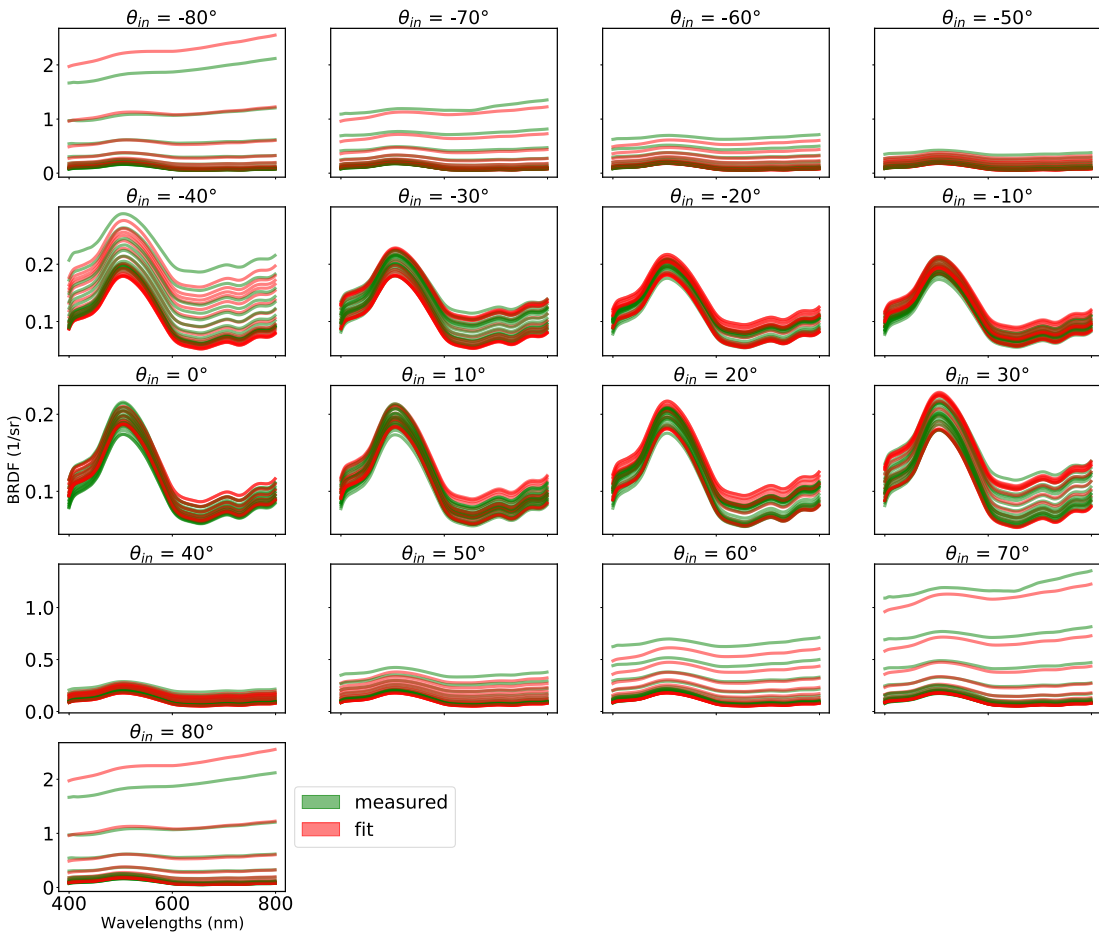 θin = -80° θin = -70° θin = -60° θin = -50°
2
1
0
θin = -40° θin = -30° θin = -20° θin = -10°
0.2
0.1
θin = 0° θin = 10° θin = 20° θin = 30°
0.2
0.1
BRDF (1/sr)
θin = 40° θin = 50° θin = 60° θin = 70°
1.0
0.5
0.0
θin = 80°
2
1
0
measured
fit
400 600 800
Wavelengths (nm)